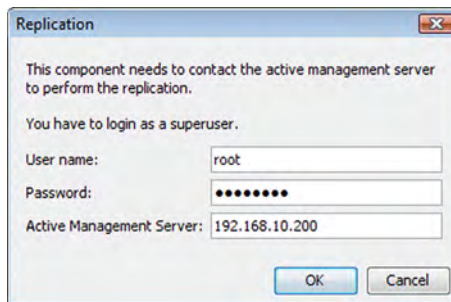 Replication
This component needs to contact the active management server
to perform the replication.
You have to login as a superuser.
User name: root
Password: ●●●●●●●●
Active Management Server: 192.168.10.200
OK Cancel